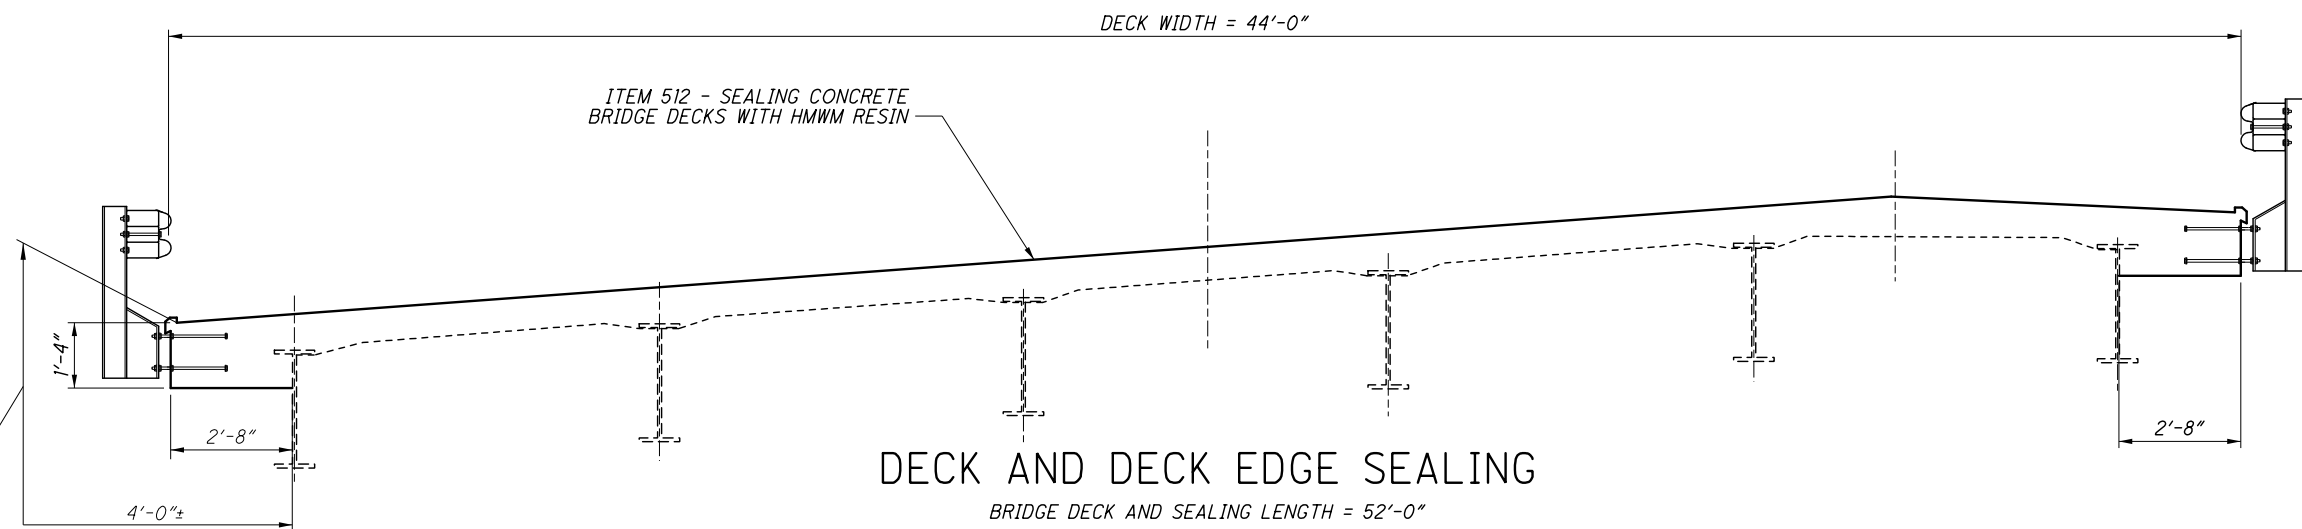 DECK WIDTH = 44'-0"
ITEM 512 - SEALING CONCRETE
BRIDGE DECKS WITH HMWM RESIN
1'-4"
2'-8"
2'-8"
4'-0"±
DECK AND DECK EDGE SEALING
BRIDGE DECK AND SEALING LENGTH = 52'-0"